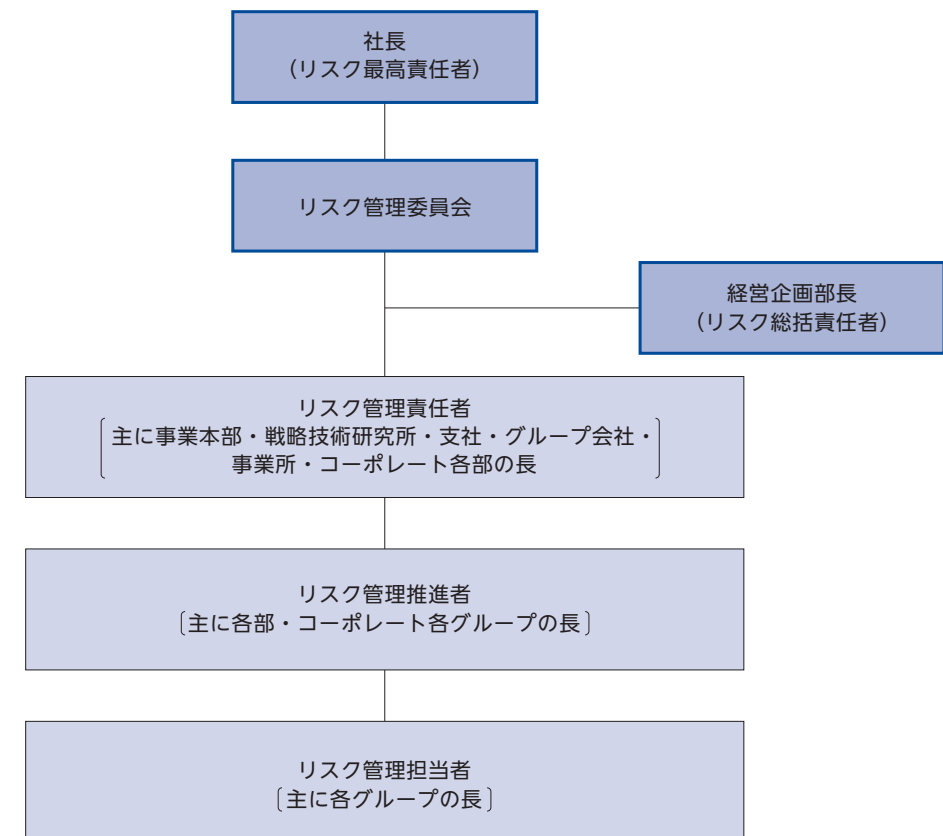 社長
（リスク最高責任者）
リスク管理委員会
経営企画部長
（リスク総括責任者）
リスク管理責任者
主に事業本部・戦略技術研究所・支社・グループ会社・
事業所・コーポレート各部の長
リスク管理推進者
〔主に各部・コーポレート各グループの長〕
リスク管理担当者
〔主に各グループの長〕